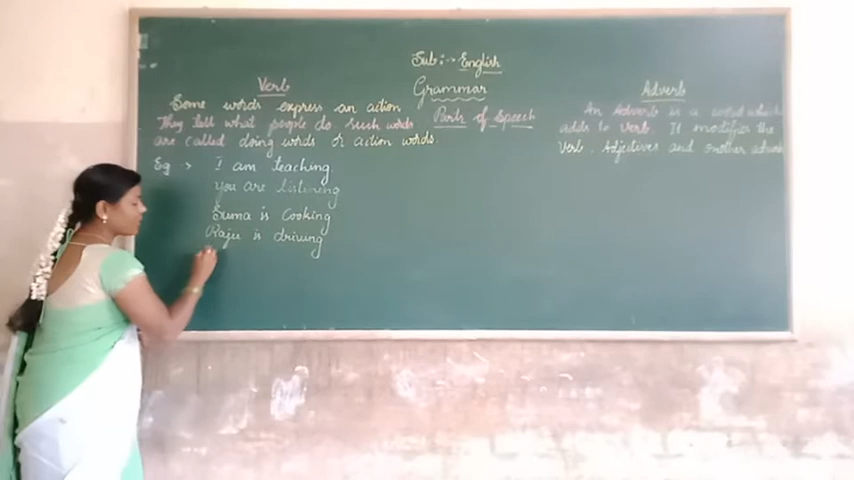 Sub :-> English
Grammar
Parts of Speech
Verb
Some words express an action
They tell what people do such words
are called doing words or action words.
Eg > I am teaching.
You are listening
Suma is Cooking
Raju is driving
Adverb
An Adverb is a word which
adds to Verb. It modifies the
Verb. Adjectives and another